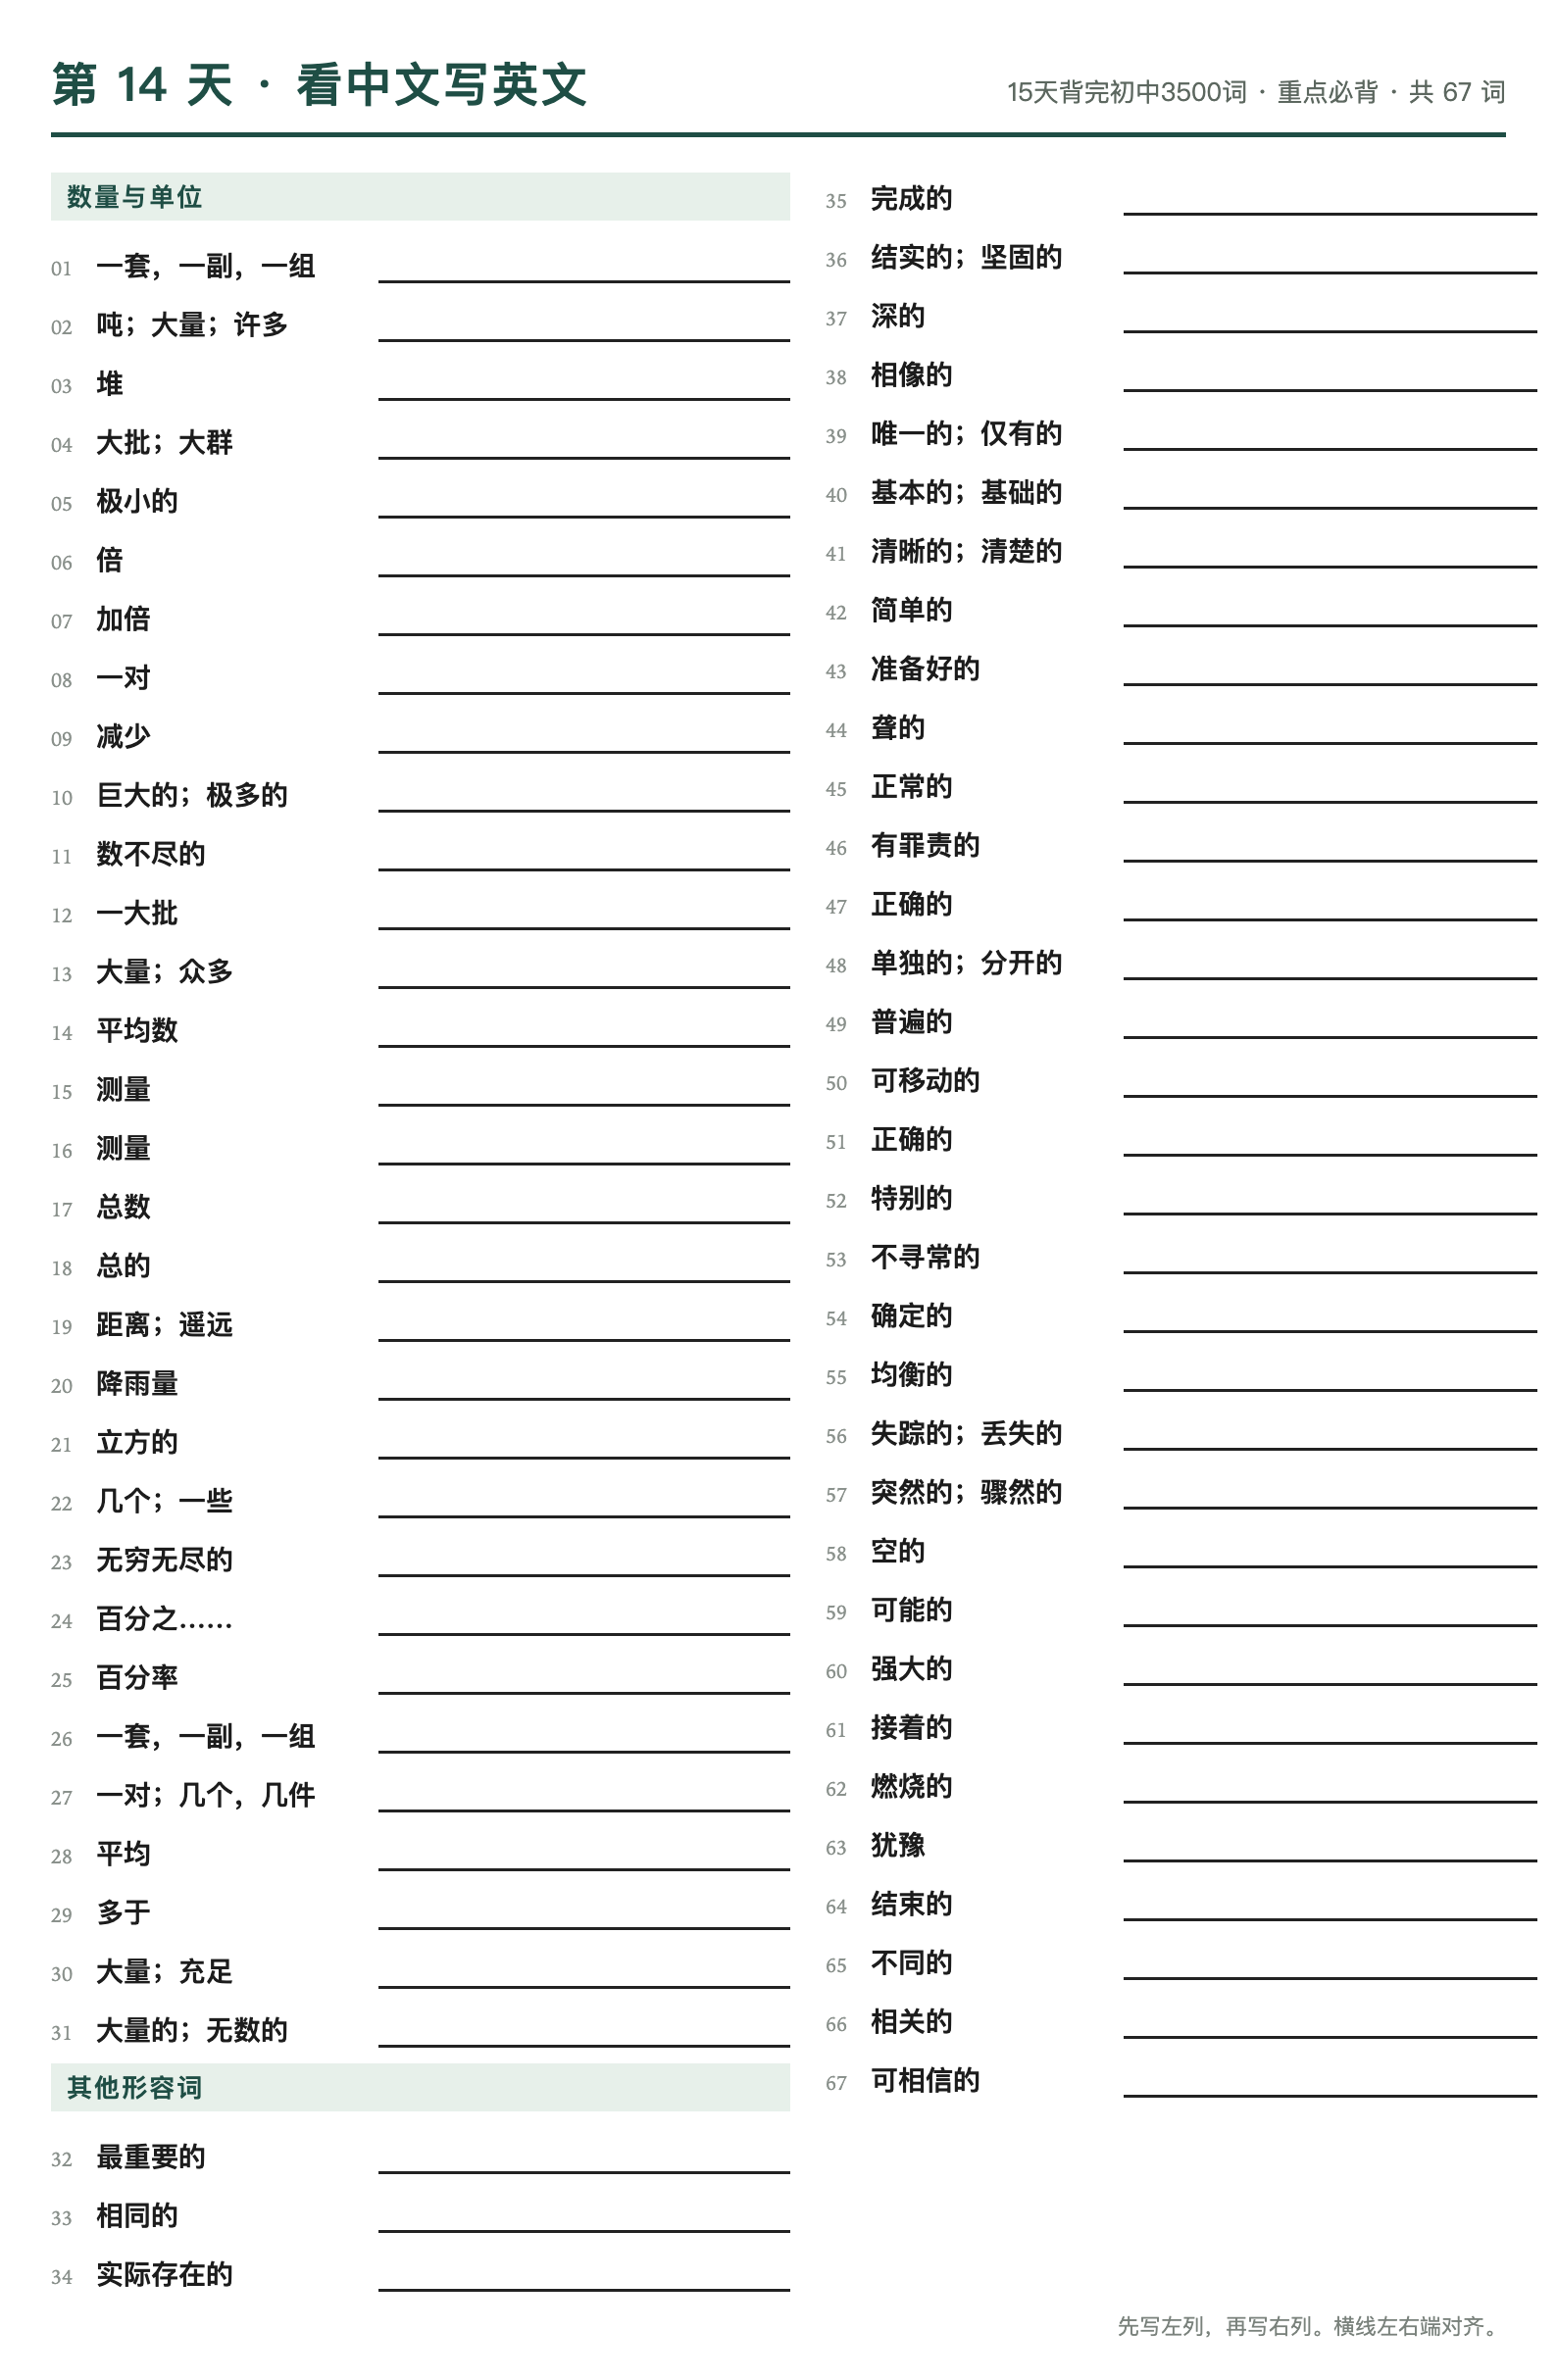 第 14 天 · 看中文写英文
15天背完初中3500词 · 重点必背 · 共 67 词
数量与单位
01 一套，一副，一组
02 吨；大量；许多
03 堆
04 大批；大群
05 极小的
06 倍
07 加倍
08 一对
09 减少
10 巨大的；极多的
11 数不尽的
12 一大批
13 大量；众多
14 平均数
15 测量
16 测量
17 总数
18 总的
19 距离；遥远
20 降雨量
21 立方的
22 几个；一些
23 无穷无尽的
24 百分之……
25 百分率
26 一套，一副，一组
27 一对；几个，几件
28 平均
29 多于
30 大量；充足
31 大量的；无数的
其他形容词
32 最重要的
33 相同的
34 实际存在的
35 完成的
36 结实的；坚固的
37 深的
38 相像的
39 唯一的；仅有的
40 基本的；基础的
41 清晰的；清楚的
42 简单的
43 准备好的
44 聋的
45 正常的
46 有罪责的
47 正确的
48 单独的；分开的
49 普遍的
50 可移动的
51 正确的
52 特别的
53 不寻常的
54 确定的
55 均衡的
56 失踪的；丢失的
57 突然的；骤然的
58 空的
59 可能的
60 强大的
61 接着的
62 燃烧的
63 犹豫
64 结束的
65 不同的
66 相关的
67 可相信的
先写左列，再写右列。横线左右端对齐。